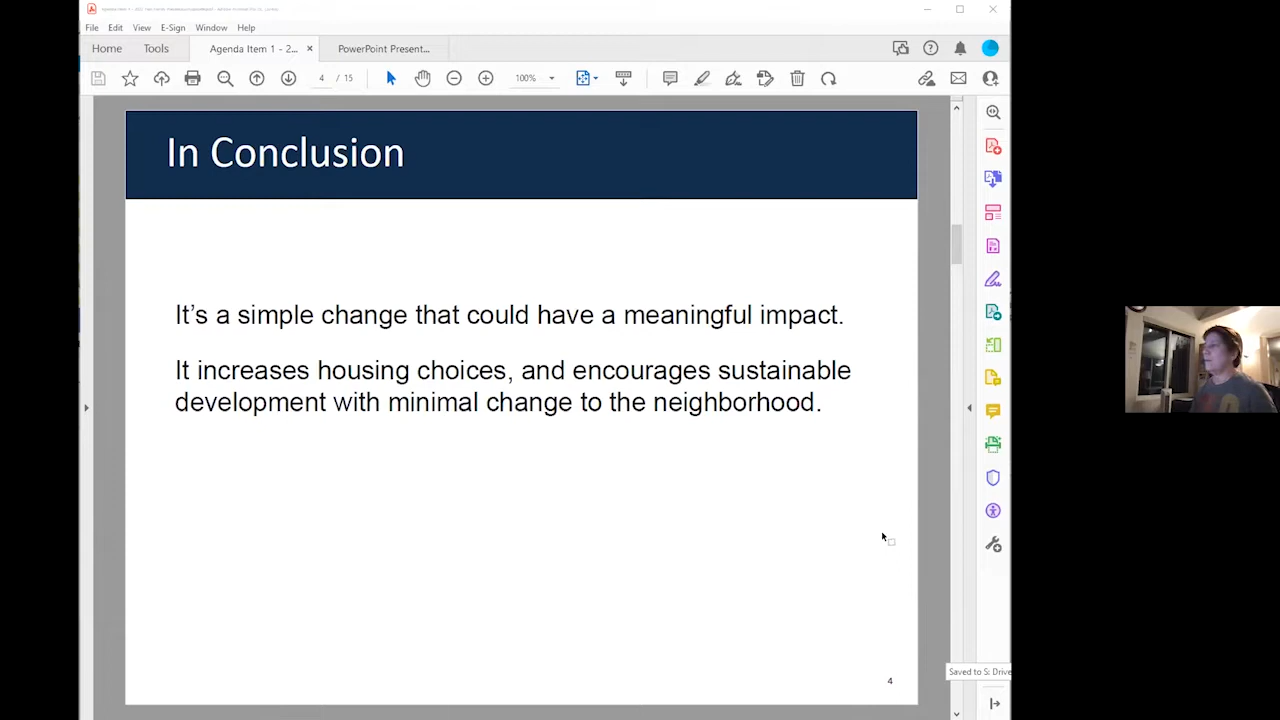 File Edit View E-Sign Window Help
Home Tools Agenda Item 1 - 2... × PowerPoint Present...
4 / 15 100%
In Conclusion
It’s a simple change that could have a meaningful impact.
It increases housing choices, and encourages sustainable
development with minimal change to the neighborhood.
Saved to S: Drive
4